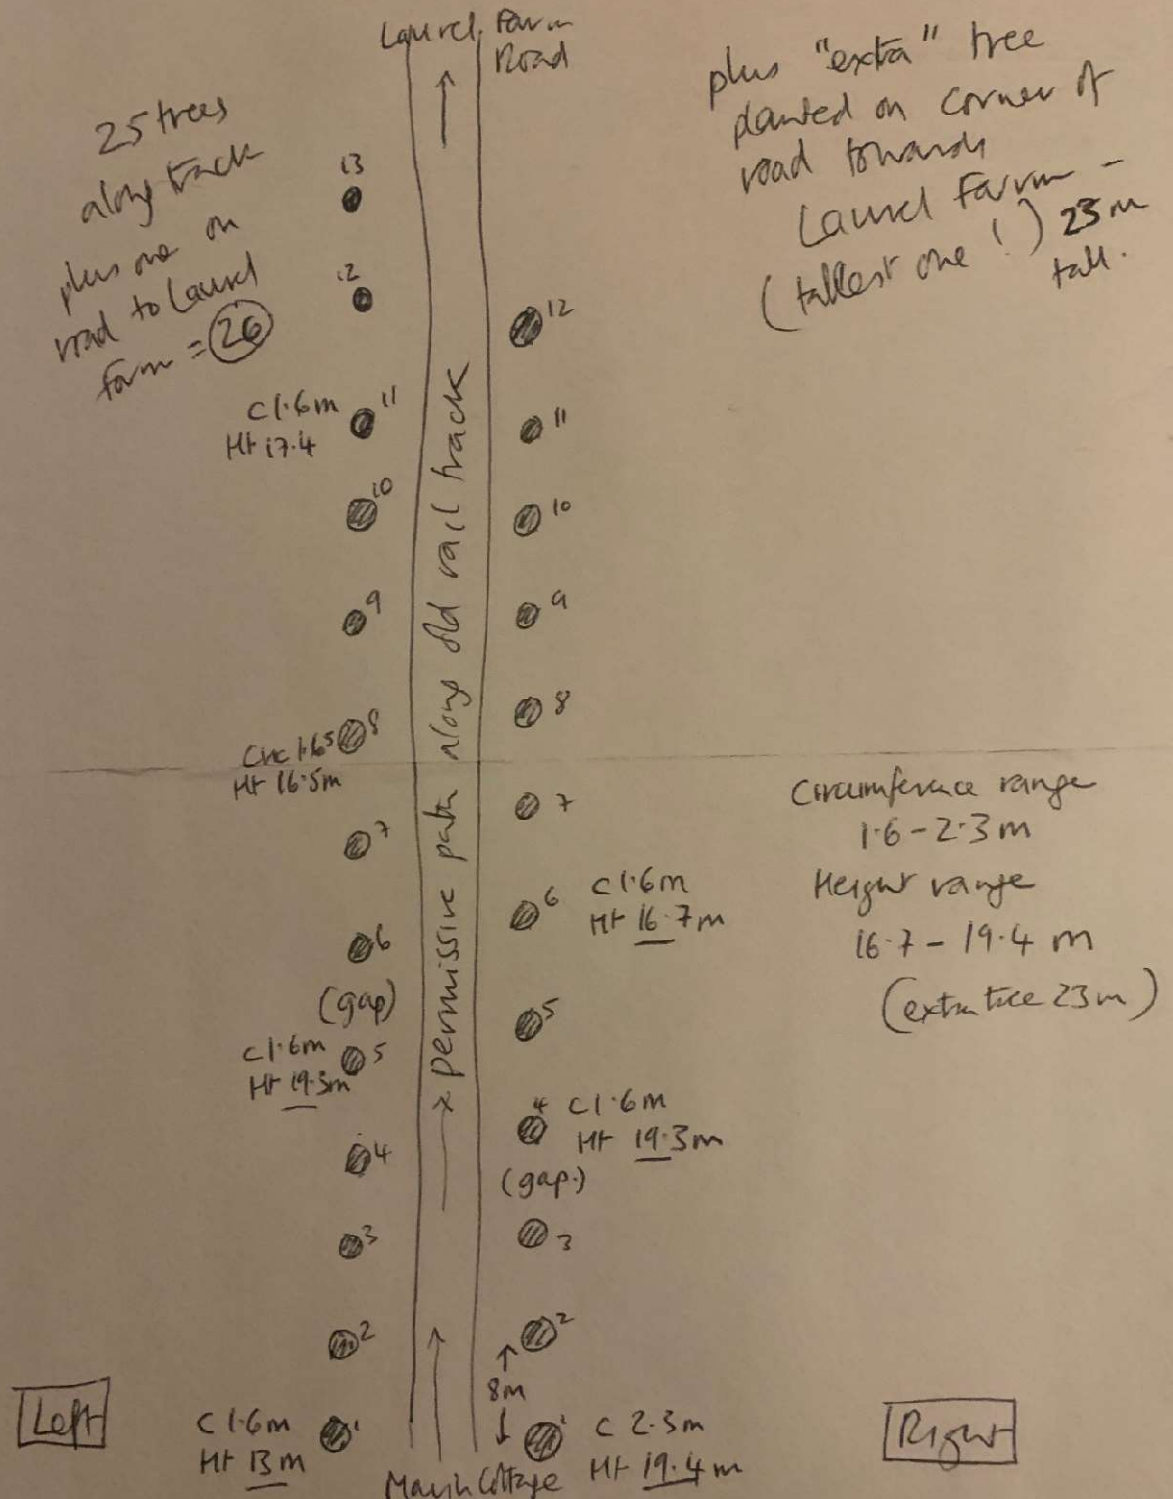 Laurel Farm
Road
25 trees
along track
plus one on
road to Laurel
farm = 26
plus "extra" tree
planted on corner of
road towards
Laurel Farm -
(tallest one!) 23m
tall.
13
12
12
C1.6m
Ht 17.4
11
11
10
10
9
9
8
Circ 1.65
Ht 16.5m
8
7
7
6
C1.6m
Ht 16.7m
6
(gap)
5
C1.6m
Ht 19.3m
5
4
C1.6m
Ht 19.3m
4
(gap.)
3
3
2
2
8m
C1.6m
Ht 13m
1
1
C 2.3m
Ht 19.4m
permissive path along old rail track
Circumference range
1.6 - 2.3m
Height range
16.7 - 19.4 m
(extra tree 23m)
Left
Right
Marsh Cottage